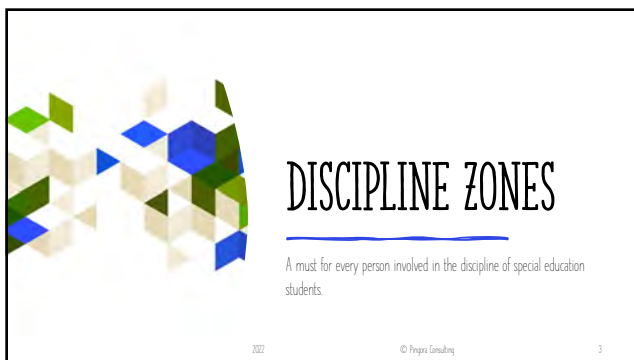 DISCIPLINE ZONES
A must for every person involved in the discipline of special education
students.
2022 © Pingora Consulting 3